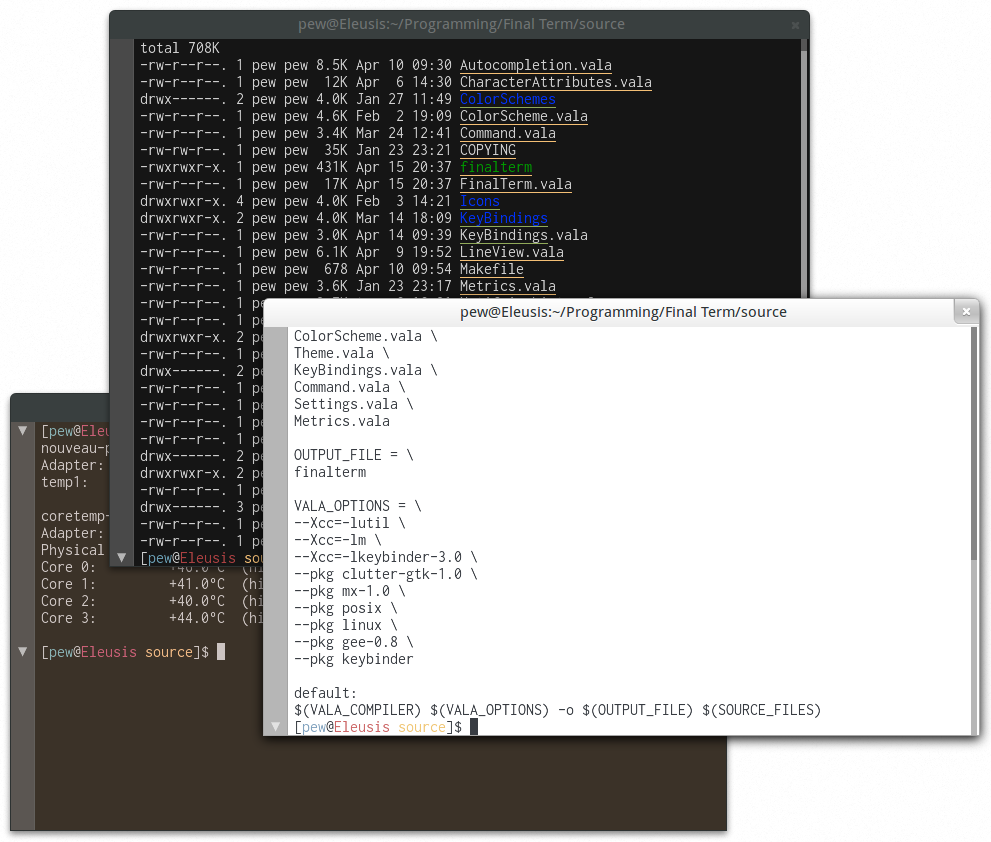 pew@Eleusis:~/Programming/Final Term/source
total 708K
-rw-r--r--. 1 pew pew 8.5K Apr 10 09:30 Autocompletion.vala
-rw-r--r--. 1 pew pew  12K Apr  6 14:30 CharacterAttributes.vala
drwx------. 2 pew pew 4.0K Jan 27 11:49 ColorSchemes
-rw-r--r--. 1 pew pew 4.6K Feb  2 19:09 ColorScheme.vala
-rw-r--r--. 1 pew pew 3.4K Mar 24 12:41 Command.vala
-rw-rw-r--. 1 pew pew  35K Jan 23 23:21 COPYING
-rwxrwxr-x. 1 pew pew 431K Apr 15 20:37 finalterm
-rw-r--r--. 1 pew pew  17K Apr 15 20:37 FinalTerm.vala
drwxrwxr-x. 4 pew pew 4.0K Feb  3 14:21 Icons
drwxrwxr-x. 2 pew pew 4.0K Mar 14 18:09 KeyBindings
-rw-r--r--. 1 pew pew 3.0K Apr 14 09:39 KeyBindings.vala
-rw-r--r--. 1 pew pew 6.1K Apr  9 19:52 LineView.vala
-rw-r--r--. 1 pew pew  678 Apr 10 09:54 Makefile
-rw-r--r--. 1 pew pew 3.6K Jan 23 23:17 Metrics.vala
-rw-r--r--. 1 pe
-rw-r--r--. 1 pe
drwxrwxr-x. 2 pe
-rw-r--r--. 1 pe
drwx------. 2 pe
-rw-r--r--. 1 pe
-rw-r--r--. 1 pe
-rw-r--r--. 1 pe
-rw-r--r--. 1 pe
drwx------. 2 pe
drwxrwxr-x. 2 pe
-rw-r--r--. 1 pe
drwx------. 3 pe
-rw-r--r--. 1 pe
-rw-r--r--. 1 pe
[pew@Eleusis sou
pew@Eleusis:~/Programming/Final Term/source
ColorScheme.vala \
Theme.vala \
KeyBindings.vala \
Command.vala \
Settings.vala \
Metrics.vala
OUTPUT_FILE = \
finalterm
VALA_OPTIONS = \
--Xcc=-lutil \
--Xcc=-lm \
--Xcc=-lkeybinder-3.0 \
--pkg clutter-gtk-1.0 \
--pkg mx-1.0 \
--pkg posix \
--pkg linux \
--pkg gee-0.8 \
--pkg keybinder
default:
$(VALA_COMPILER) $(VALA_OPTIONS) -o $(OUTPUT_FILE) $(SOURCE_FILES)
[pew@Eleusis source]$
[pew@Eleu
nouveau-p
Adapter:
temp1:
coretemp-
Adapter:
Physical
Core 0: +46.0°C (hi
Core 1: +41.0°C (hi
Core 2: +40.0°C (hi
Core 3: +44.0°C (hi
[pew@Eleusis source]$